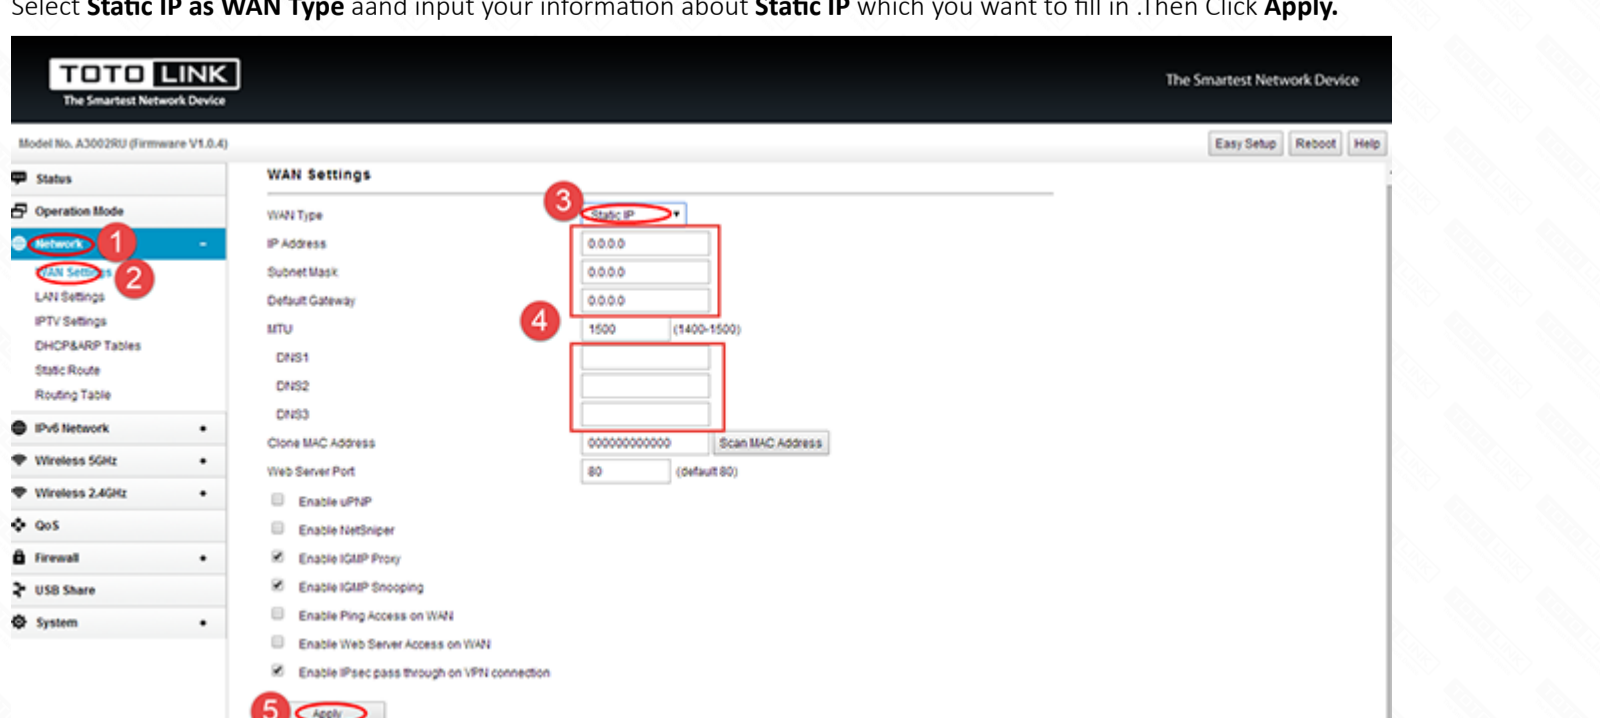 Select Static IP as WAN Type aand input your information about Static IP which you want to fill in .Then Click Apply.
TOTO LINK
The Smartest Network Device
The Smartest Network Device
Model No. A3002RU (Firmware V1.0.4)
Easy Setup Reboot Help
Status
Operation Mode
Network 1 -
WAN Settings 2
LAN Settings
IPTV Settings
DHCP&ARP Tables
Static Route
Routing Table
IPv6 Network
Wireless 5GHz
Wireless 2.4GHz
QoS
Firewall
USB Share
System
WAN Settings
WAN Type 3 Static IP
IP Address 0.0.0.0
Subnet Mask 0.0.0.0
Default Gateway 0.0.0.0
4
MTU 1500 (1400-1500)
DNS1
DNS2
DNS3
Clone MAC Address 000000000000 Scan MAC Address
Web Server Port 80 (default 80)
Enable uPNP
Enable NetSniper
Enable IGMP Proxy
Enable IGMP Snooping
Enable Ping Access on WAN
Enable Web Server Access on WAN
Enable IPsec pass through on VPN connection
5 Apply